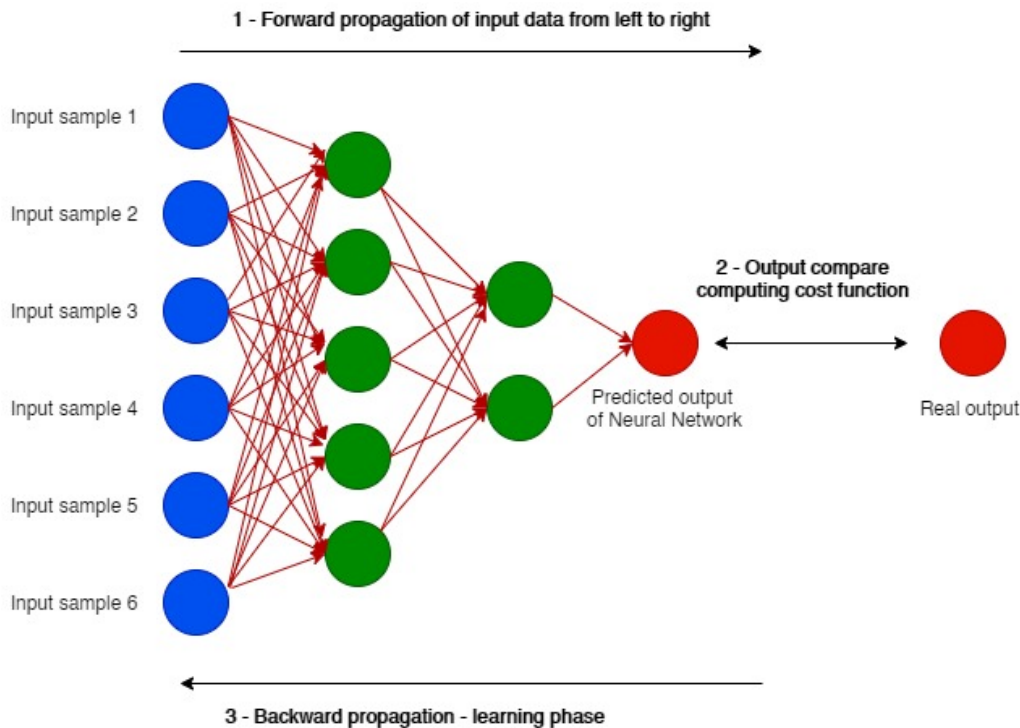 1 - Forward propagation of input data from left to right
Input sample 1
Input sample 2
Input sample 3
Input sample 4
Input sample 5
Input sample 6
2 - Output compare
computing cost function
Predicted output
of Neural Network
Real output
3 - Backward propagation - learning phase